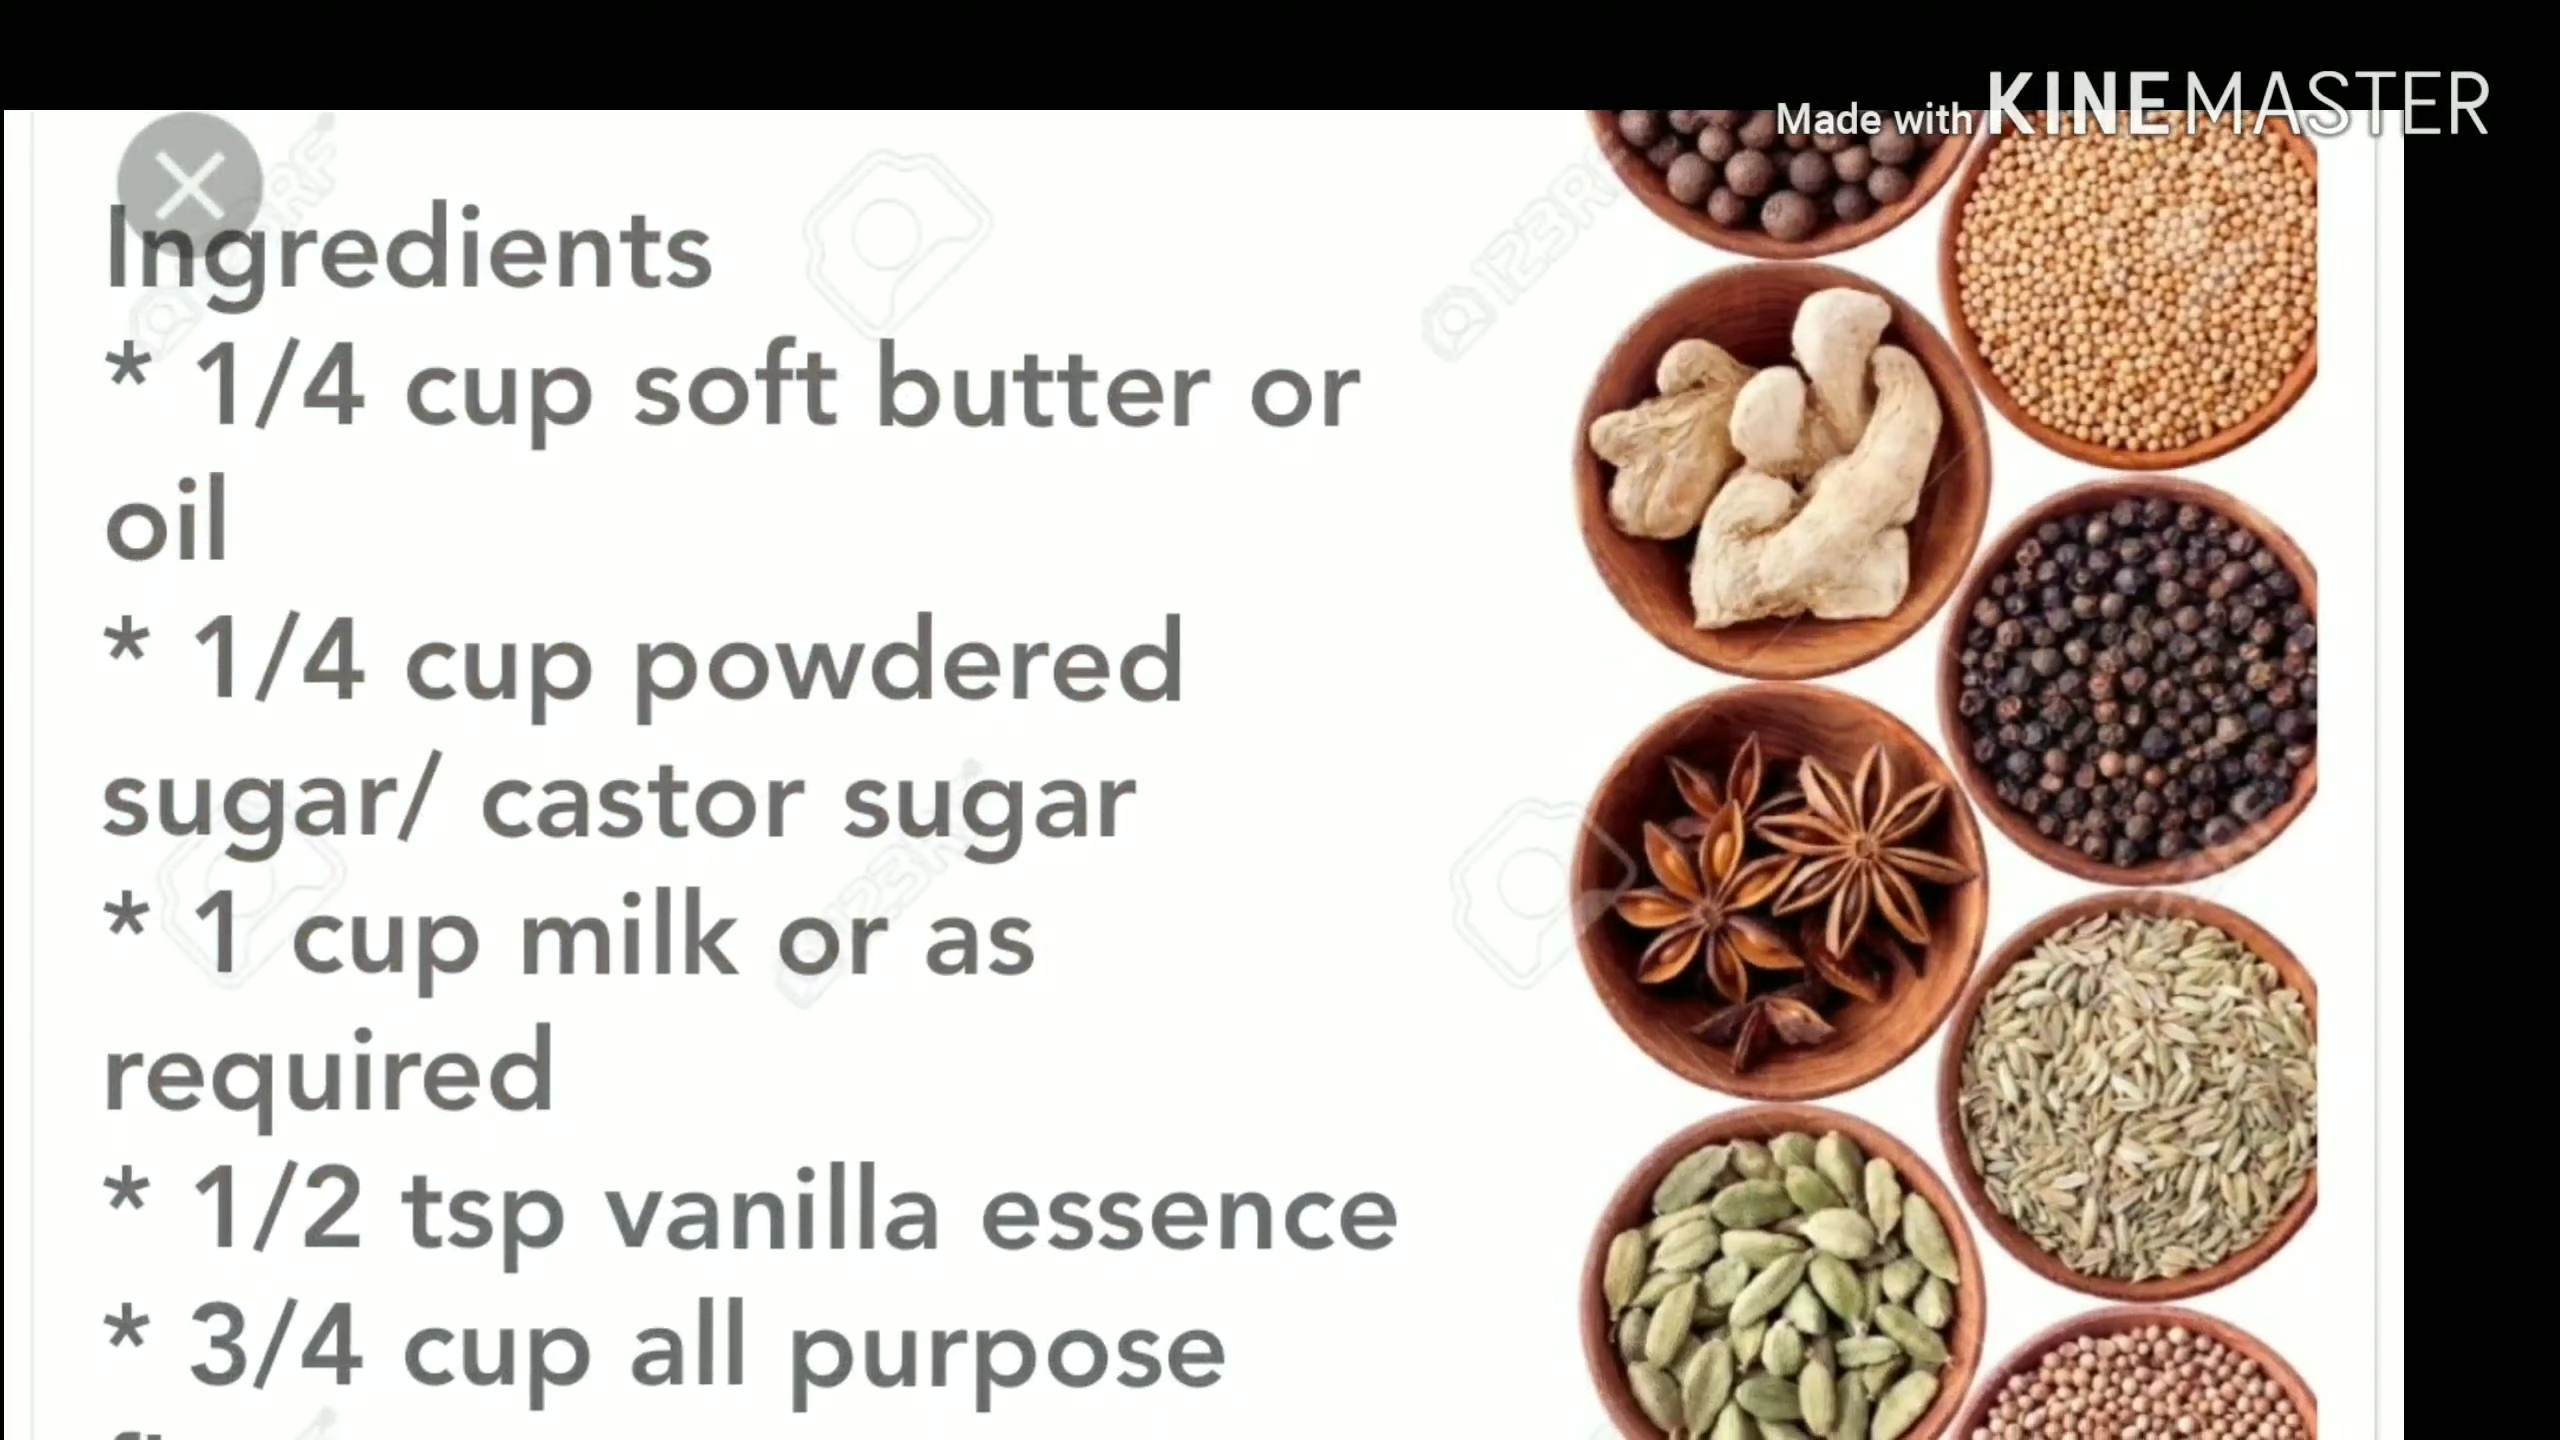 Made with KINEMASTER
Ingredients
* 1/4 cup soft butter or
oil
* 1/4 cup powdered
sugar/ castor sugar
* 1 cup milk or as
required
* 1/2 tsp vanilla essence
* 3/4 cup all purpose